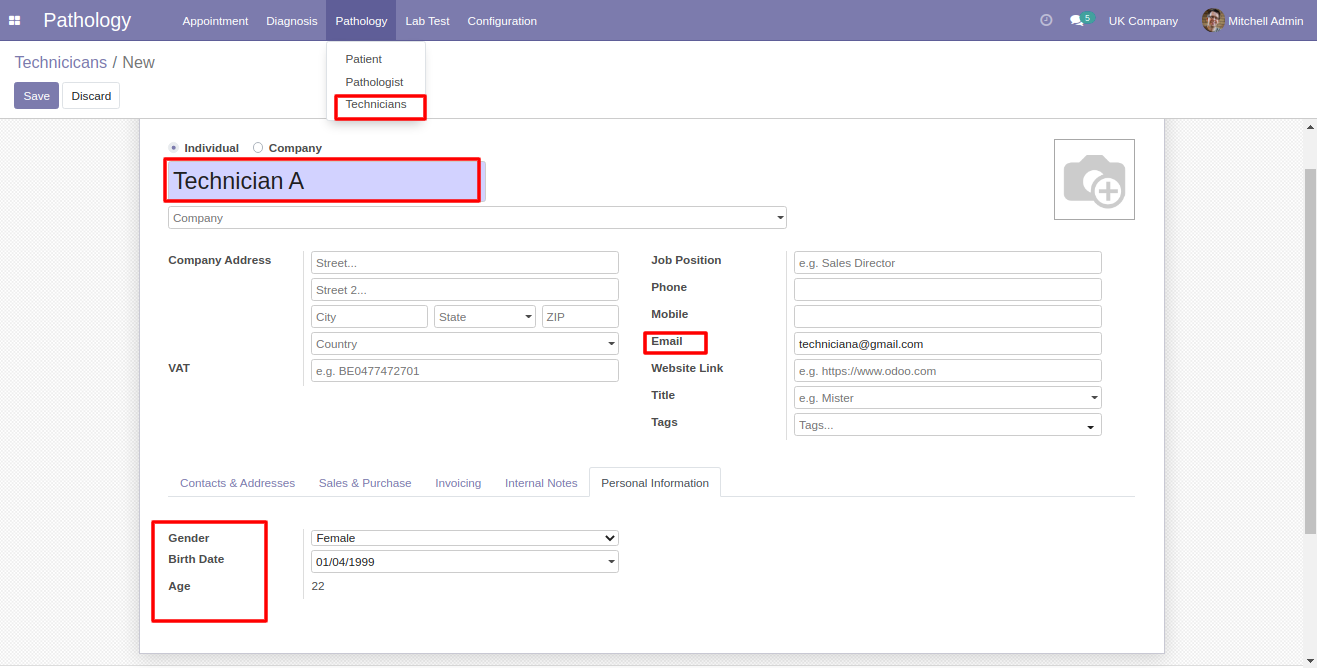 Pathology Appointment Diagnosis Pathology Lab Test Configuration 5 UK Company Mitchell Admin
Technicicans / New
Save Discard
Patient
Pathologist
Technicians
Individual Company
Technician A
Company
Company Address Street...
Street 2...
City State ZIP
Country
VAT e.g. BE0477472701
Job Position e.g. Sales Director
Phone
Mobile
Email techniciana@gmail.com
Website Link e.g. https://www.odoo.com
Title e.g. Mister
Tags Tags...
Contacts & Addresses Sales & Purchase Invoicing Internal Notes Personal Information
Gender Female
Birth Date 01/04/1999
Age 22